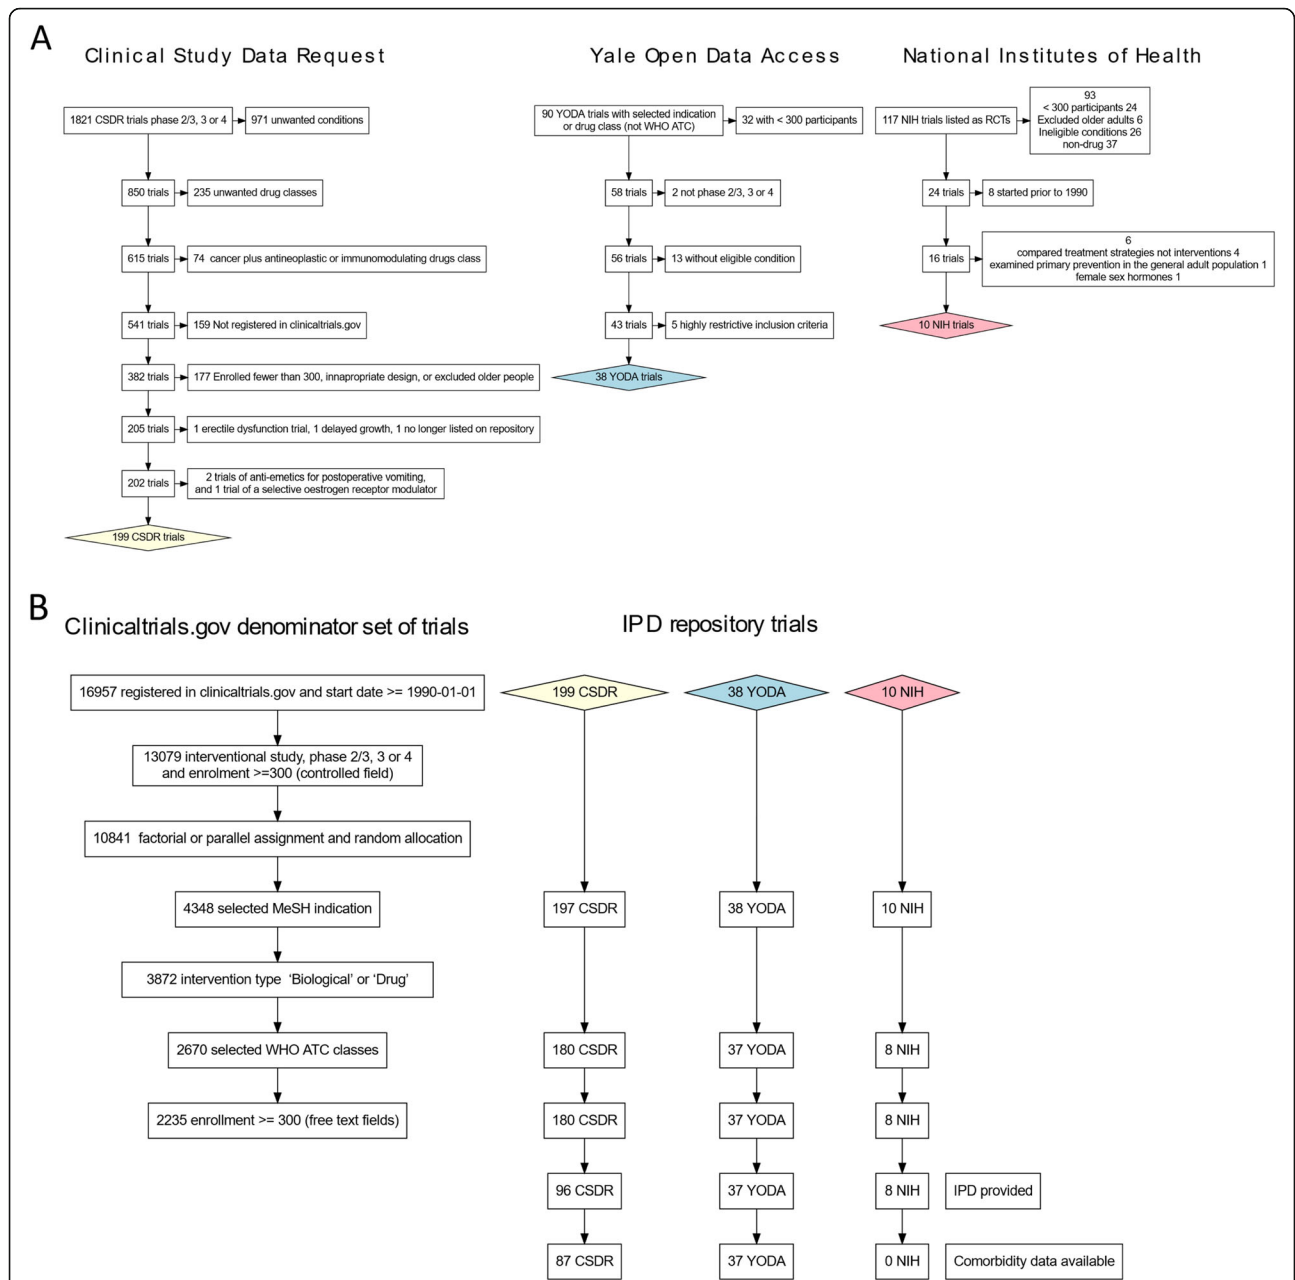 A
Clinical Study Data Request
1821 CSDR trials phase 2/3, 3 or 4
971 unwanted conditions
850 trials
235 unwanted drug classes
615 trials
74 cancer plus antineoplastic or immunomodulating drugs class
541 trials
159 Not registered in clinicaltrials.gov
382 trials
177 Enrolled fewer than 300, innapropriate design, or excluded older people
205 trials
1 erectile dysfunction trial, 1 delayed growth, 1 no longer listed on repository
202 trials
2 trials of anti-emetics for postoperative vomiting,
and 1 trial of a selective oestrogen receptor modulator
199 CSDR trials
Yale Open Data Access
90 YODA trials with selected indication
or drug class (not WHO ATC)
32 with < 300 participants
58 trials
2 not phase 2/3, 3 or 4
56 trials
13 without eligible condition
43 trials
5 highly restrictive inclusion criteria
38 YODA trials
National Institutes of Health
117 NIH trials listed as RCTs
93
< 300 participants 24
Excluded older adults 6
Ineligible conditions 26
non-drug 37
24 trials
8 started prior to 1990
16 trials
6
compared treatment strategies not interventions 4
examined primary prevention in the general adult population 1
female sex hormones 1
10 NIH trials
B
Clinicaltrials.gov denominator set of trials
16957 registered in clinicaltrials.gov and start date >= 1990-01-01
13079 interventional study, phase 2/3, 3 or 4
and enrolment >=300 (controlled field)
10841 factorial or parallel assignment and random allocation
4348 selected MeSH indication
3872 intervention type ‘Biological’ or ‘Drug’
2670 selected WHO ATC classes
2235 enrollment >= 300 (free text fields)
IPD repository trials
199 CSDR
38 YODA
10 NIH
197 CSDR
38 YODA
10 NIH
180 CSDR
37 YODA
8 NIH
180 CSDR
37 YODA
8 NIH
96 CSDR
37 YODA
8 NIH
IPD provided
87 CSDR
37 YODA
0 NIH
Comorbidity data available